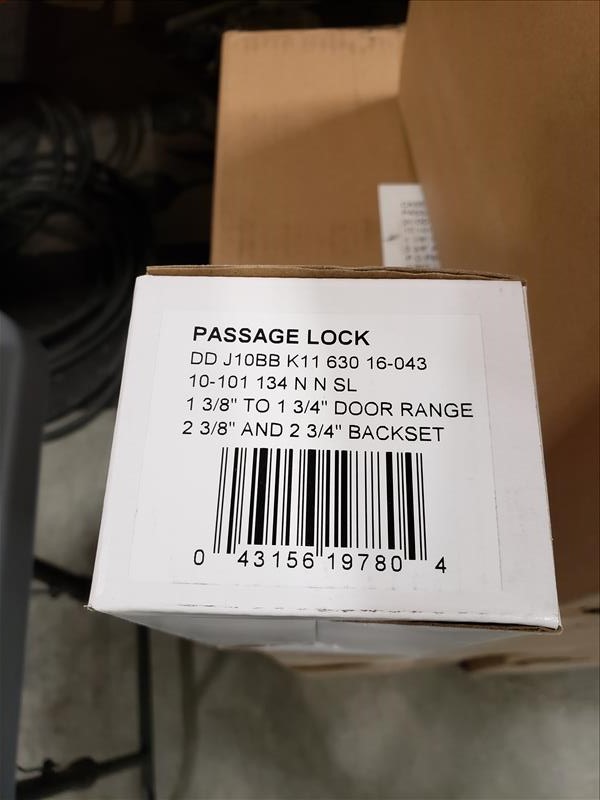 PASSAGE LOCK
DD J10BB K11 630 16-043
10-101 134 N N SL
1 3/8" TO 1 3/4" DOOR RANGE
2 3/8" AND 2 3/4" BACKSET
0 43156 19780 4